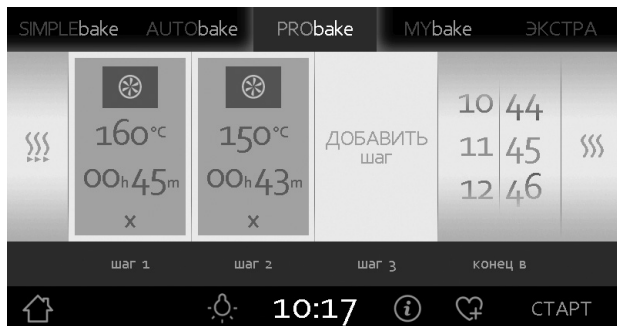 SIMPLEbake AUTObake PRObake MYbake ЭКСТРА
160°C 150°C ДОБАВИТЬ шаг 10 44
11 45
00h45m 00h43m 12 46
x x
шаг 1 шаг 2 шаг 3 конец в
10:17 i СТАРТ